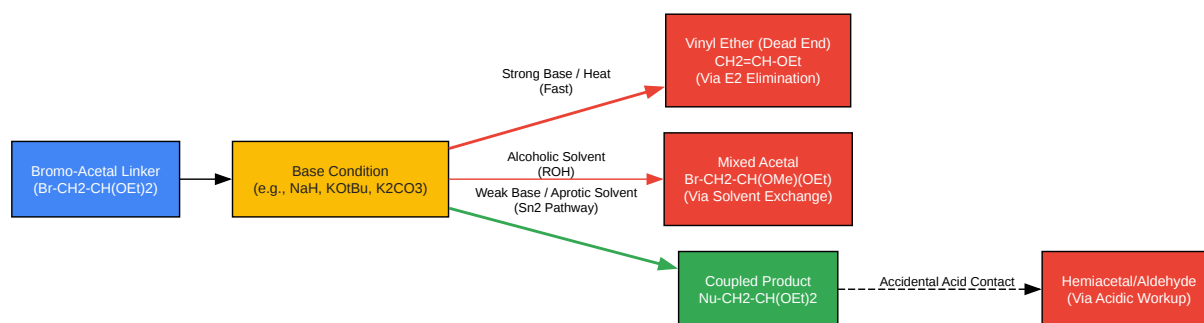 Vinyl Ether (Dead End)
CH2=CH-OEt
(Via E2 Elimination)
Strong Base / Heat
(Fast)
Bromo-Acetal Linker
(Br-CH2-CH(OEt)2)
Base Condition
(e.g., NaH, KOtBu, K2CO3)
Alcoholic Solvent
(ROH)
Mixed Acetal
Br-CH2-CH(OMe)(OEt)
(Via Solvent Exchange)
Weak Base / Aprotic Solvent
(Sn2 Pathway)
Coupled Product
Nu-CH2-CH(OEt)2
Accidental Acid Contact
Hemiacetal/Aldehyde
(Via Acidic Workup)